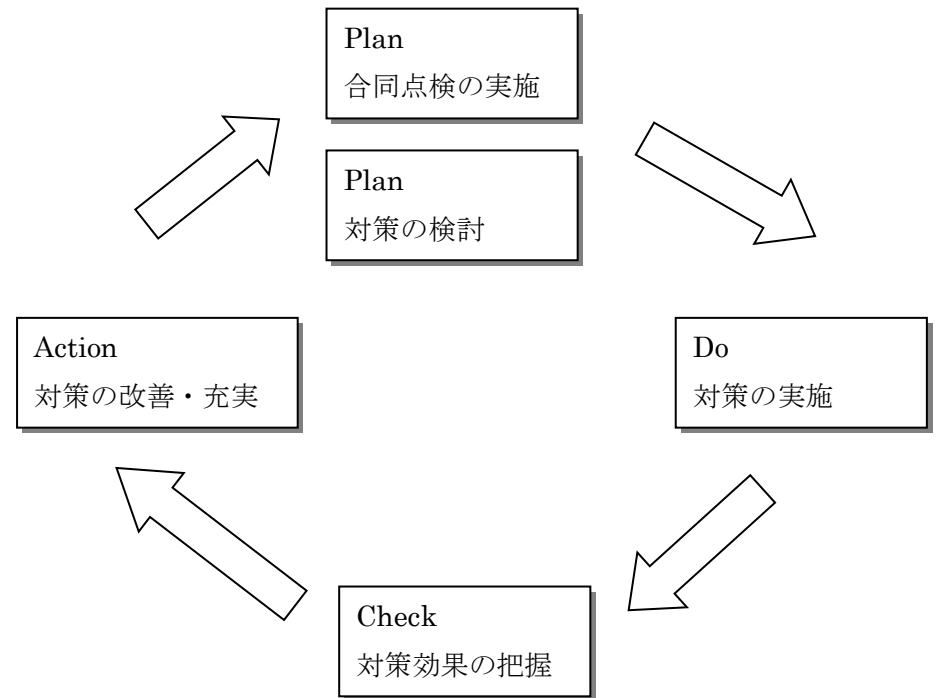 Plan
合同点検の実施
Plan
対策の検討
Action
対策の改善・充実
Do
対策の実施
Check
対策効果の把握